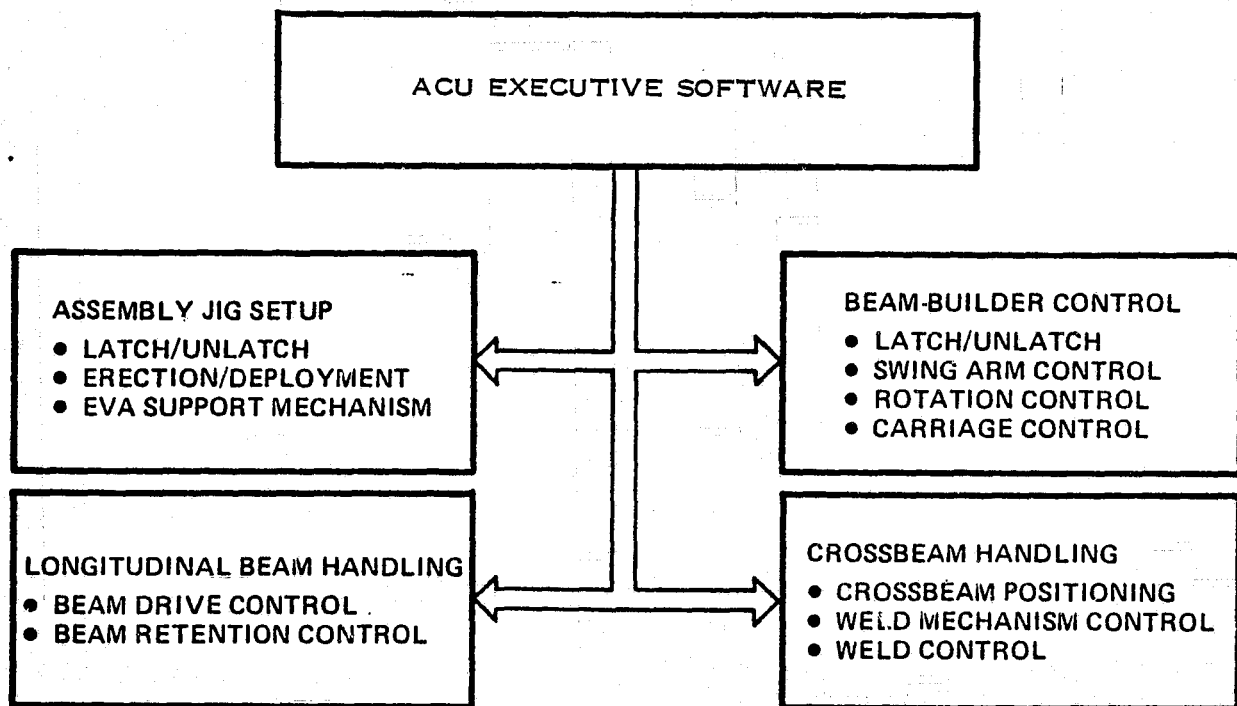 ACU EXECUTIVE SOFTWARE
ASSEMBLY JIG SETUP
● LATCH/UNLATCH
● ERECTION/DEPLOYMENT
● EVA SUPPORT MECHANISM
BEAM-BUILDER CONTROL
● LATCH/UNLATCH
● SWING ARM CONTROL
● ROTATION CONTROL
● CARRIAGE CONTROL
LONGITUDINAL BEAM HANDLING
● BEAM DRIVE CONTROL
● BEAM RETENTION CONTROL
CROSSBEAM HANDLING
● CROSSBEAM POSITIONING
● WELD MECHANISM CONTROL
● WELD CONTROL